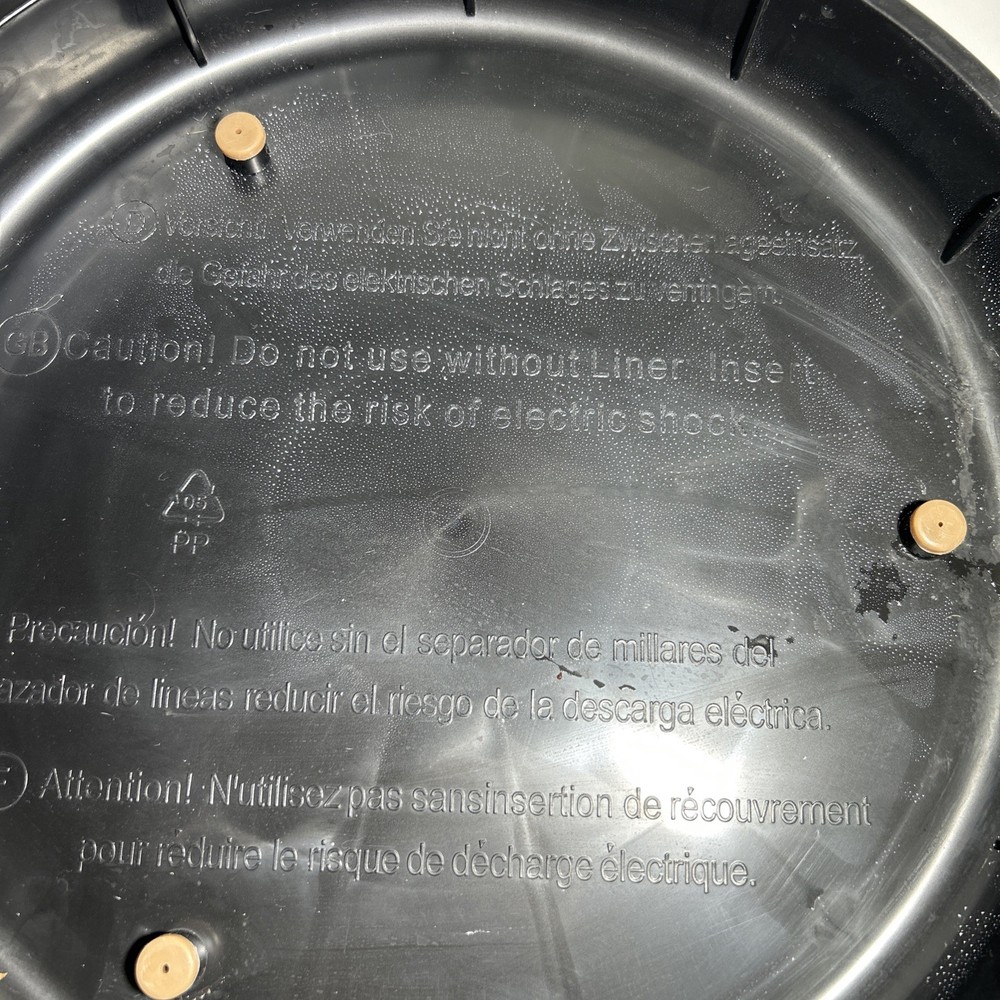 D Vorsicht! Verwenden Sie nicht ohne Zwischenlageeinsatz,
die Gefahr des elektrischen Schlages zu verringern.
GB Caution! Do not use without Liner Insert
to reduce the risk of electric shock.
05
PP
Precaución! No utilice sin el separador de millares del
azador de lineas reducir el riesgo de la descarga eléctrica.
F Attention! N'utilisez pas sansinsertion de récouvrement
pour réduire le risque de décharge électrique.